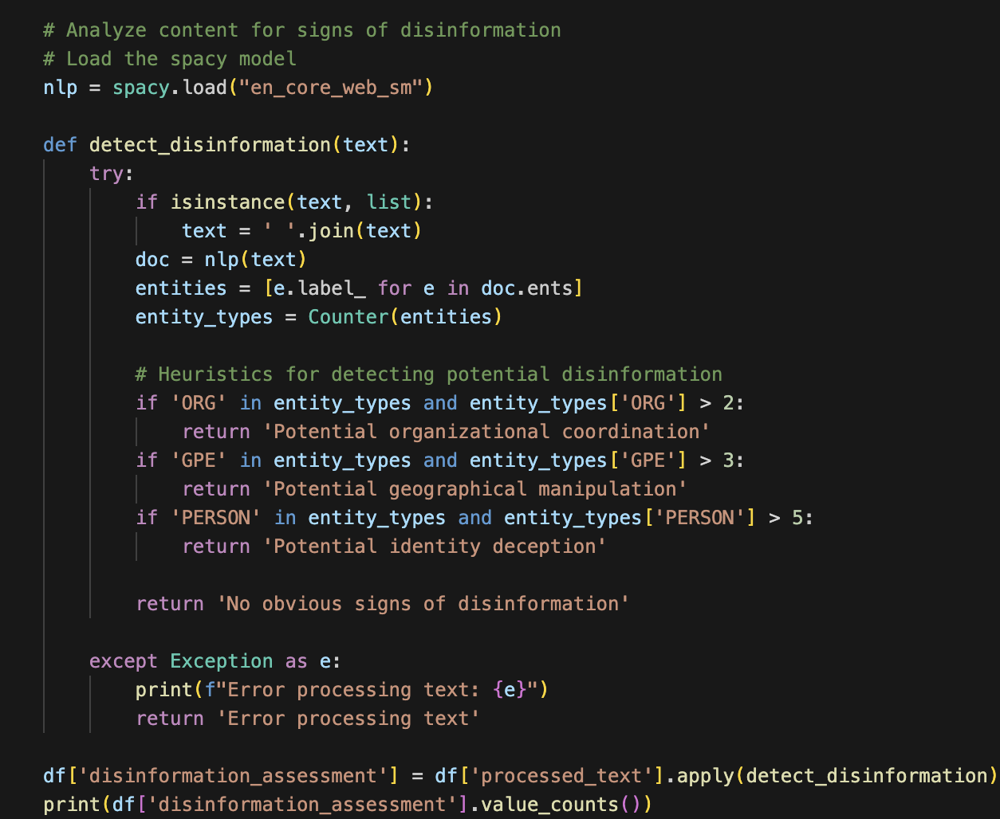 # Analyze content for signs of disinformation
# Load the spacy model
nlp = spacy.load("en_core_web_sm")

def detect_disinformation(text):
    try:
        if isinstance(text, list):
            text = ' '.join(text)
        doc = nlp(text)
        entities = [e.label_ for e in doc.ents]
        entity_types = Counter(entities)

        # Heuristics for detecting potential disinformation
        if 'ORG' in entity_types and entity_types['ORG'] > 2:
            return 'Potential organizational coordination'
        if 'GPE' in entity_types and entity_types['GPE'] > 3:
            return 'Potential geographical manipulation'
        if 'PERSON' in entity_types and entity_types['PERSON'] > 5:
            return 'Potential identity deception'

        return 'No obvious signs of disinformation'

    except Exception as e:
        print(f"Error processing text: {e}")
        return 'Error processing text'

df['disinformation_assessment'] = df['processed_text'].apply(detect_disinformation)
print(df['disinformation_assessment'].value_counts())